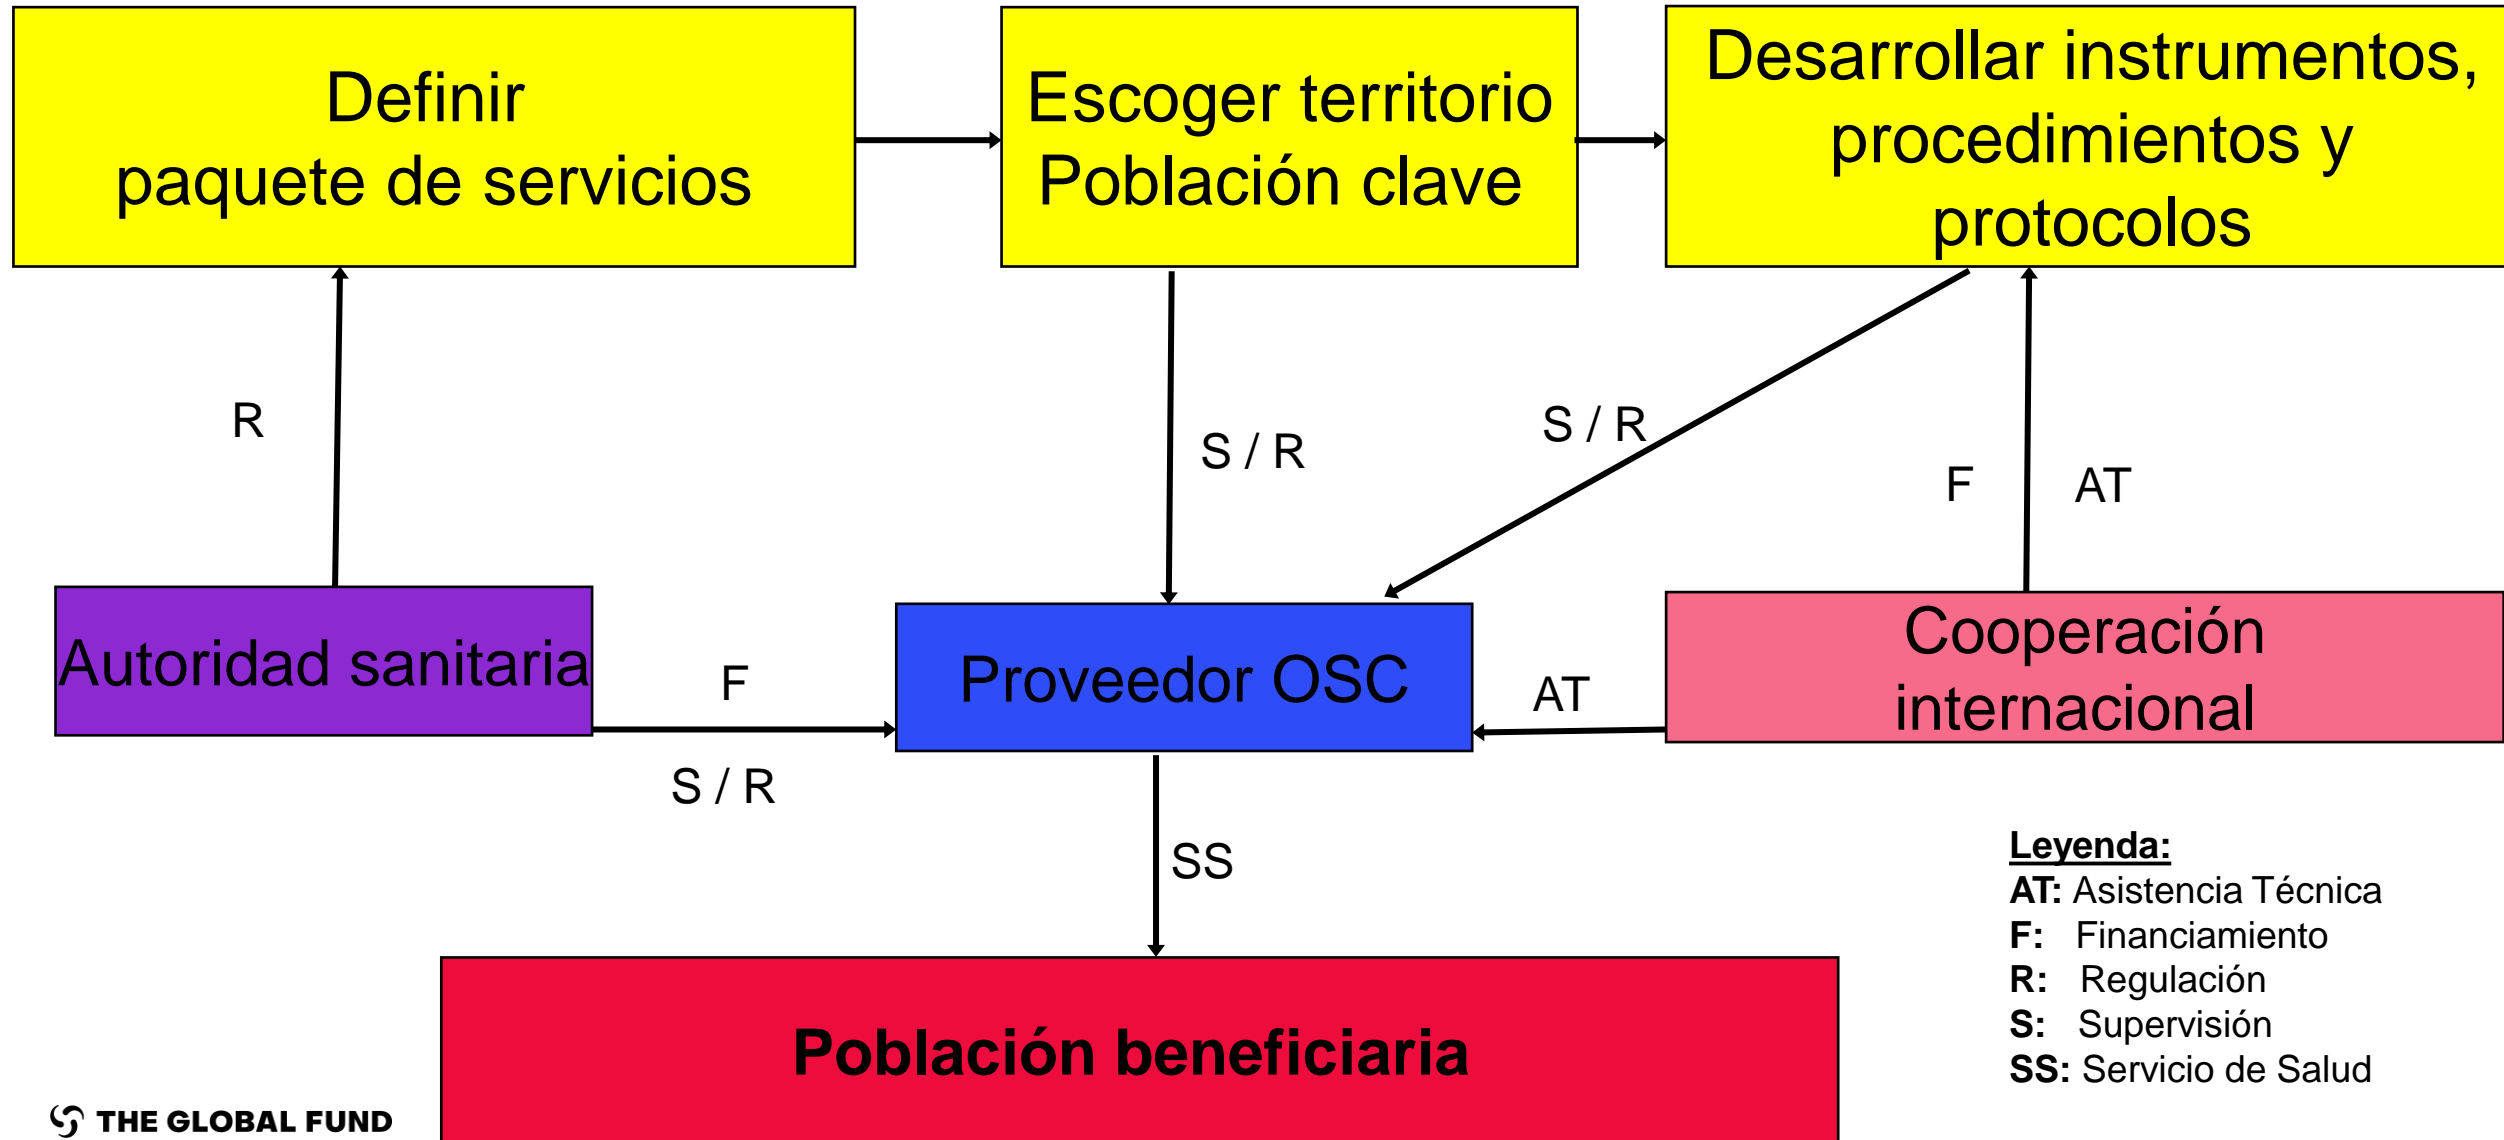 Definir
paquete de servicios
Escoger territorio
Población clave
Desarrollar instrumentos,
procedimientos y
protocolos
R
S / R
S / R
F
AT
Autoridad sanitaria
F
S / R
Proveedor OSC
AT
Cooperación
internacional
SS
Población beneficiaria
Leyenda:
AT: Asistencia Técnica
F: Financiamiento
R: Regulación
S: Supervisión
SS: Servicio de Salud
THE GLOBAL FUND